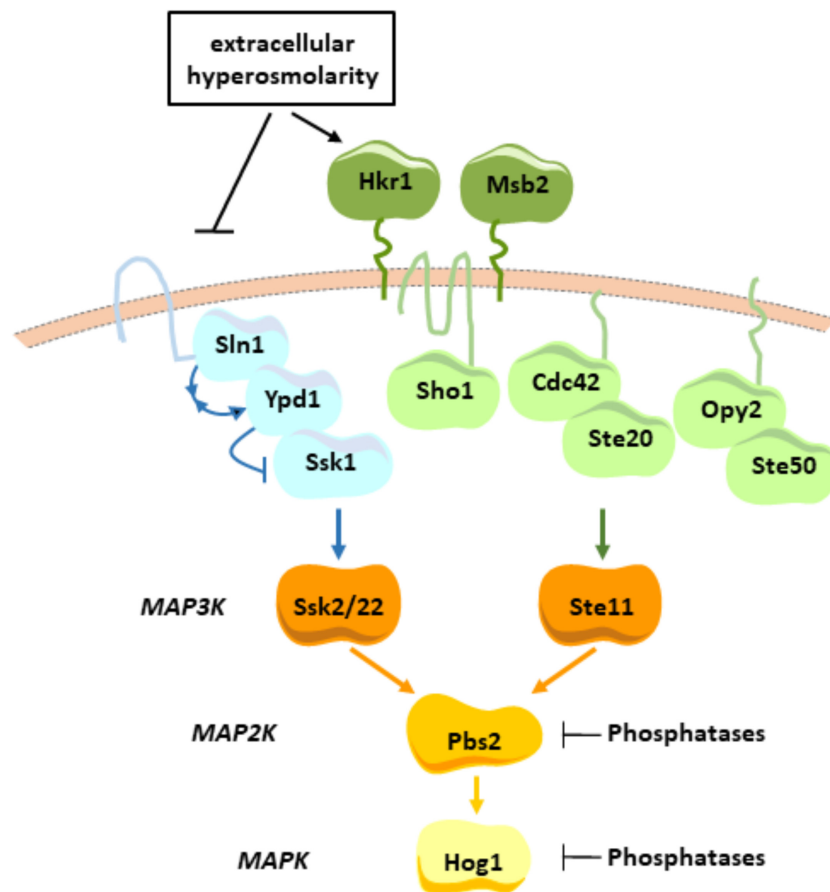 extracellular
hyperosmolarity
Hkr1
Msb2
Sln1
Ypd1
Ssk1
Sho1
Cdc42
Ste20
Opy2
Ste50
MAP3K
Ssk2/22
Ste11
MAP2K
Pbs2
Phosphatases
MAPK
Hog1
Phosphatases